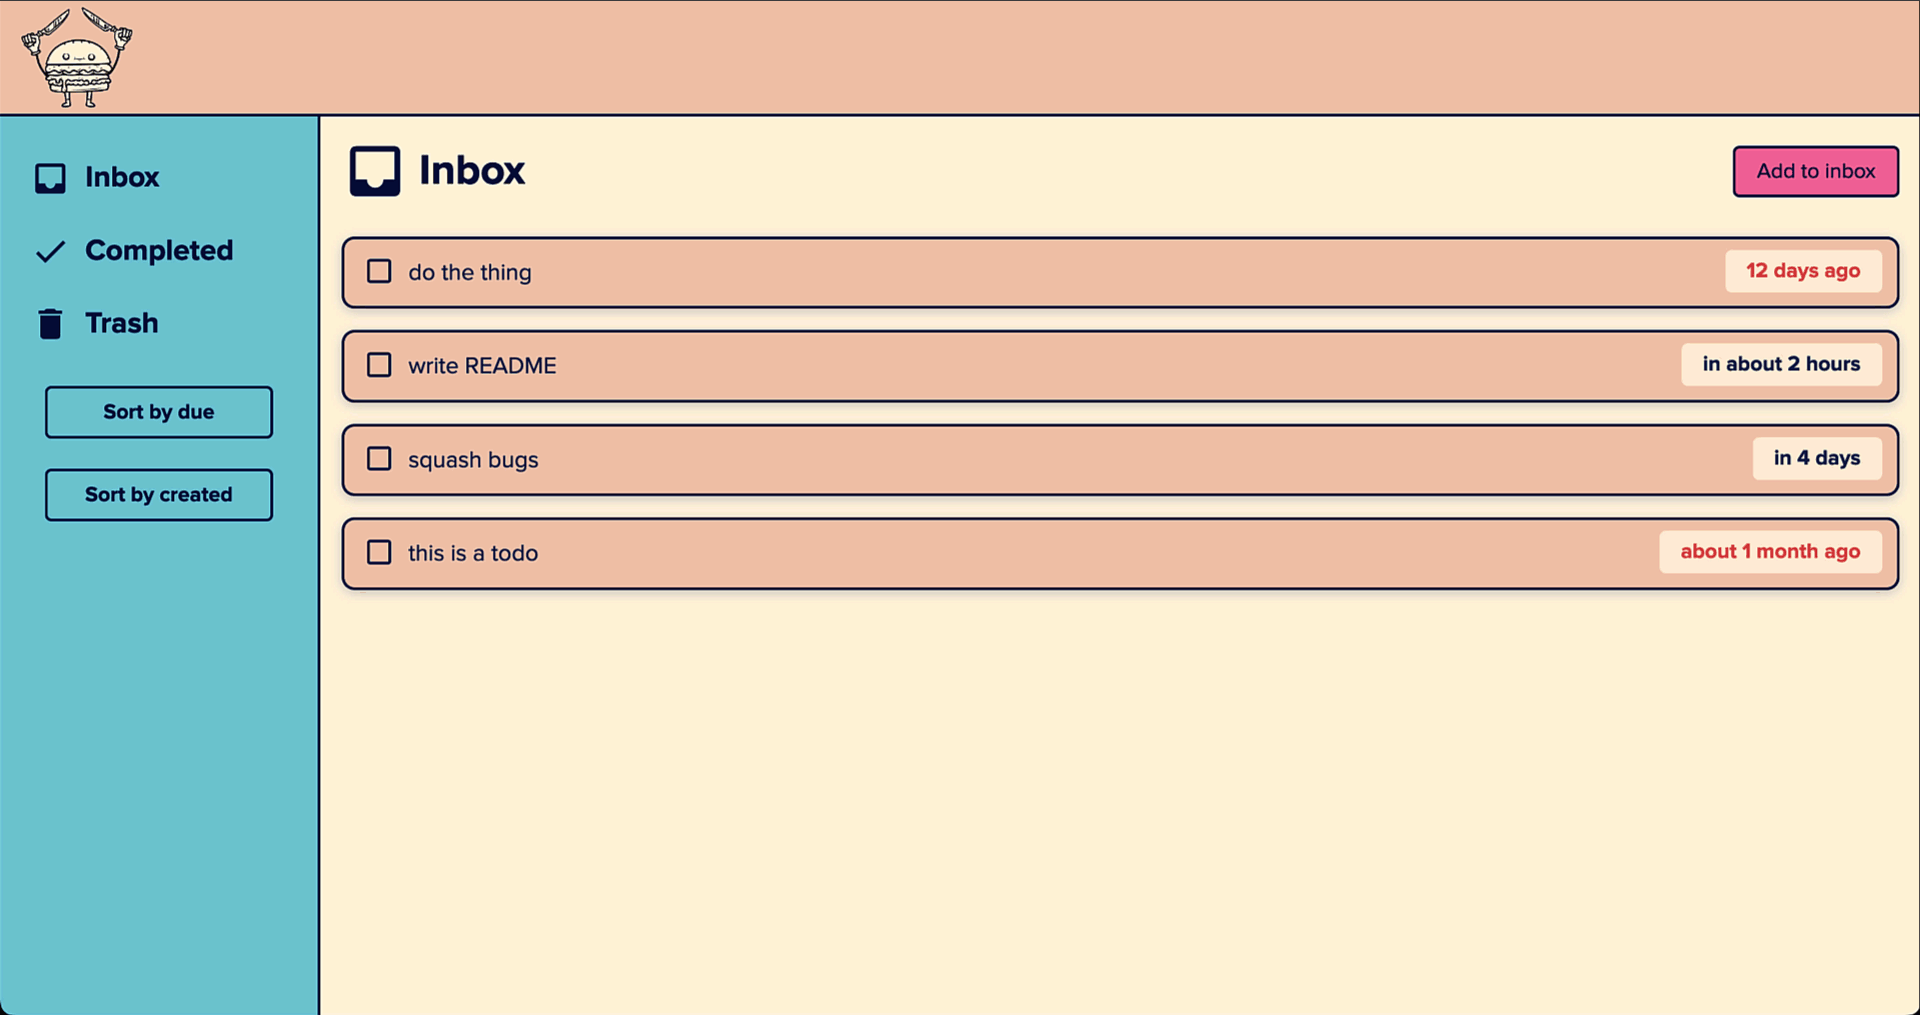 Inbox
Completed
Trash
Sort by due
Sort by created
Inbox
Add to inbox
do the thing
12 days ago
write README
in about 2 hours
squash bugs
in 4 days
this is a todo
about 1 month ago